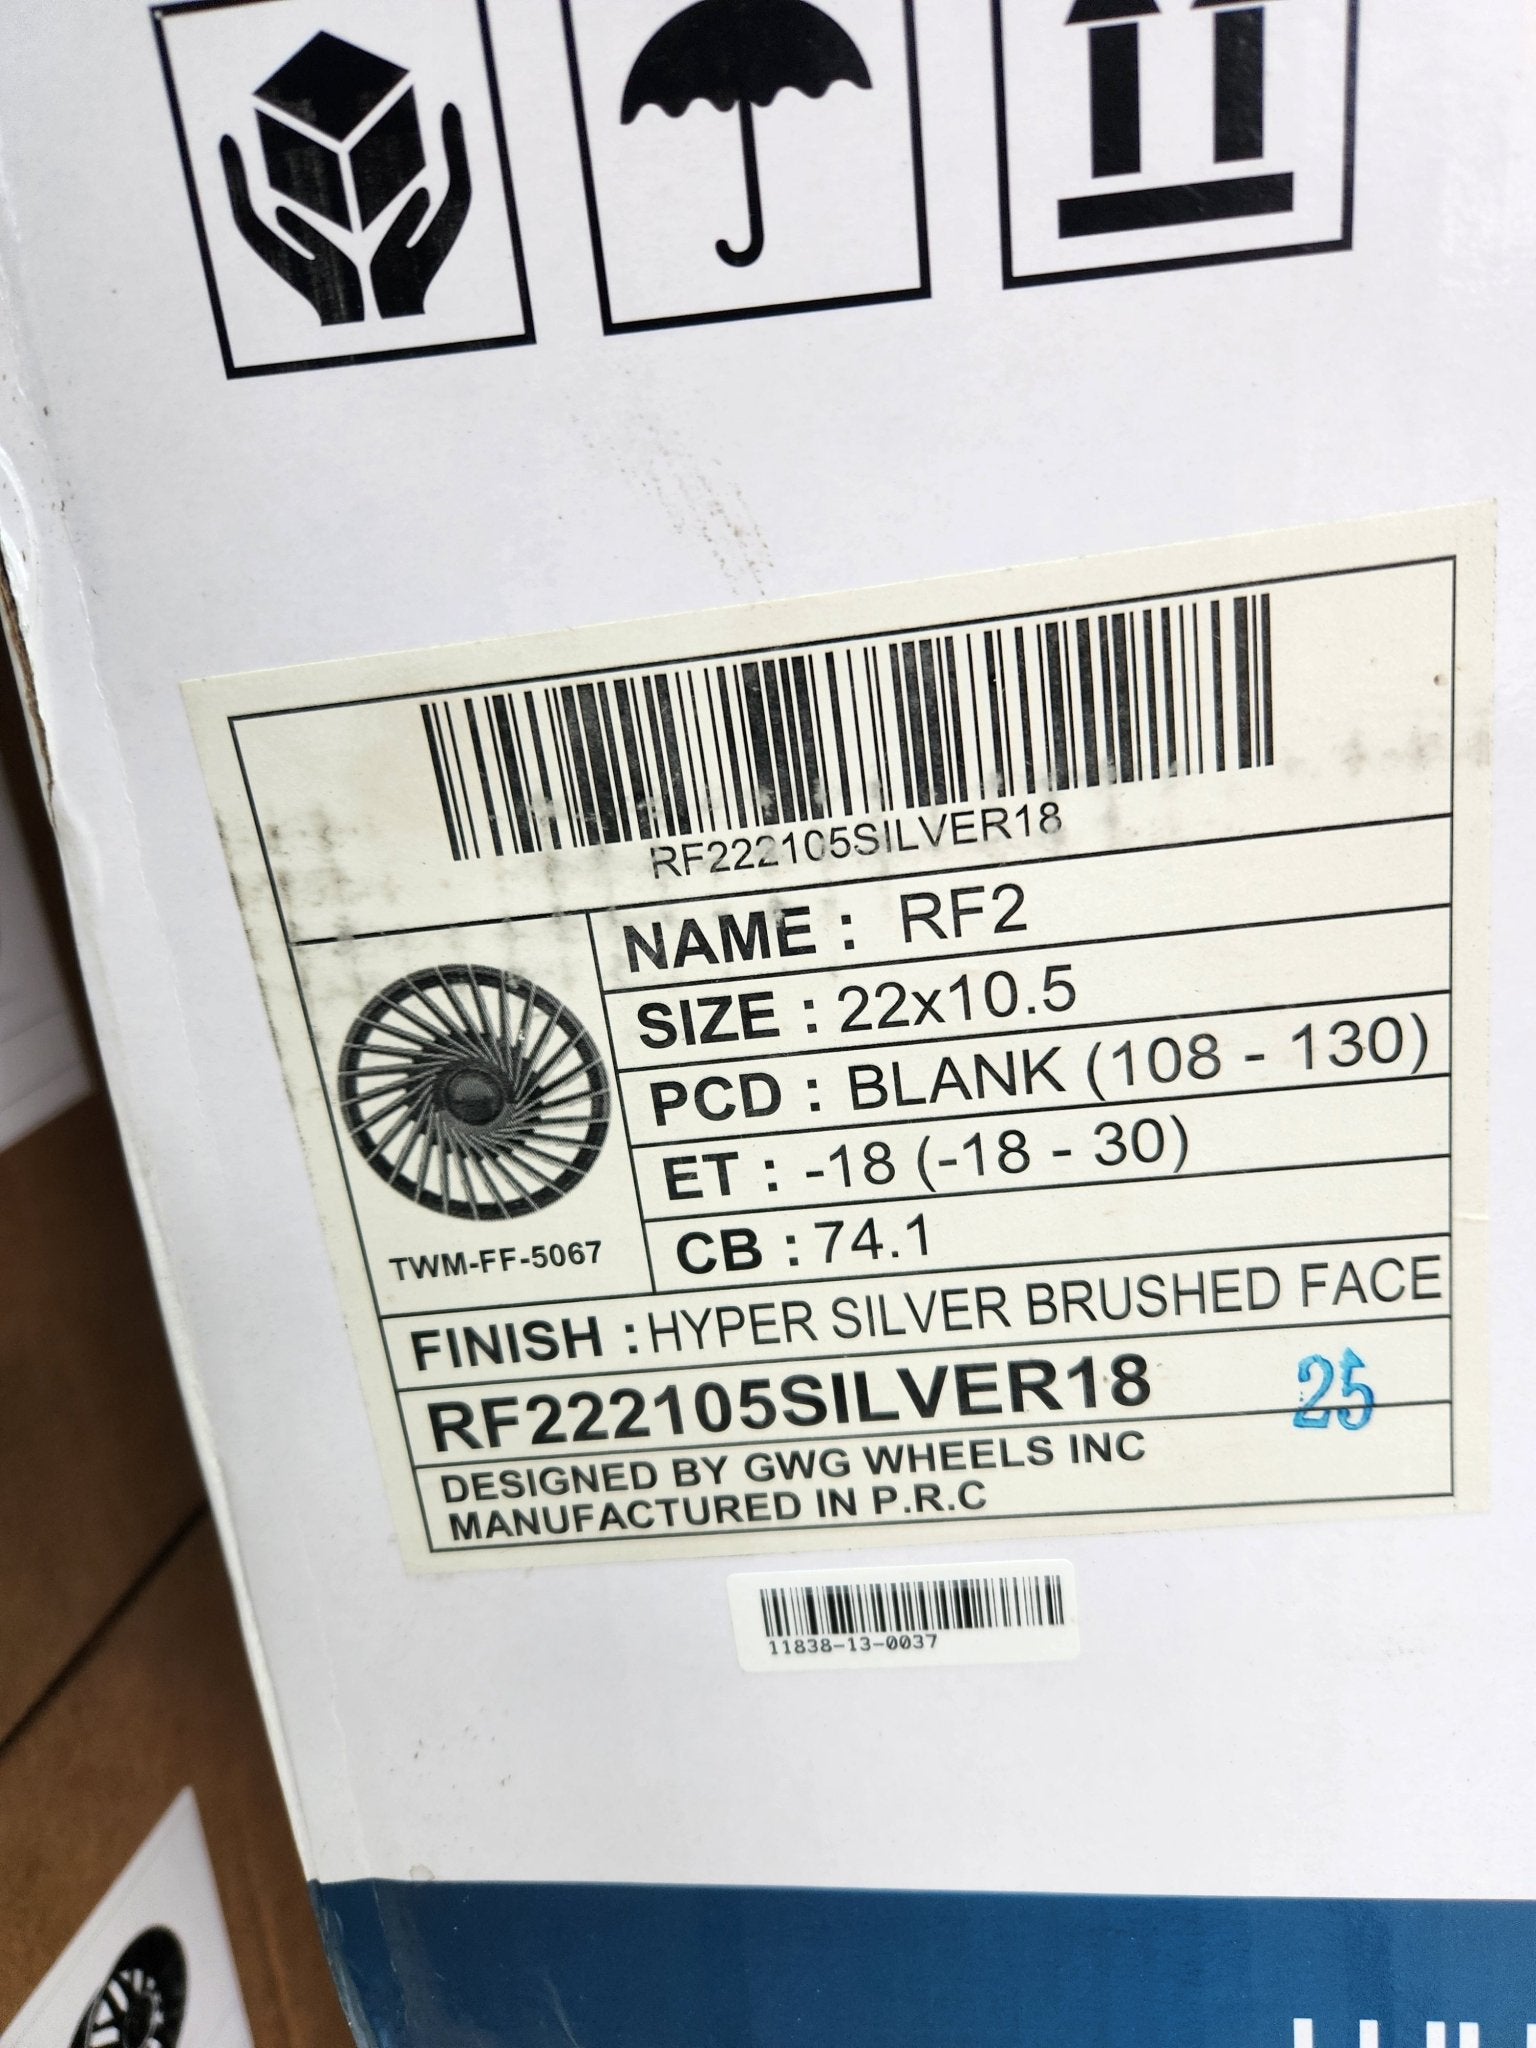 RF222105SILVER18
NAME : RF2
SIZE : 22x10.5
PCD : BLANK (108 - 130)
ET : -18 (-18 - 30)
CB : 74.1
TWM-FF-5067
FINISH : HYPER SILVER BRUSHED FACE
RF222105SILVER18
25
DESIGNED BY GWG WHEELS INC
MANUFACTURED IN P.R.C
11838-13-0037